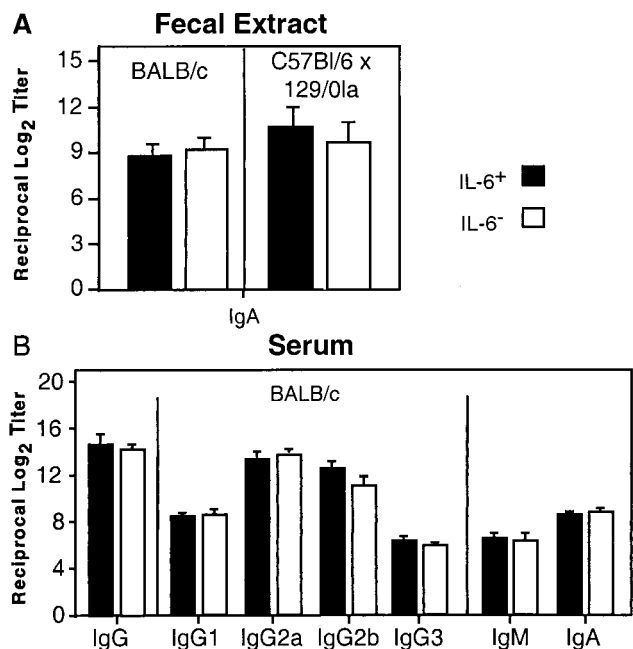 A Fecal Extract
Reciprocal Log2 Titer
15
12
9
6
3
0
BALB/c
C57Bl/6 x
129/0la
IgA
IL-6+
IL-6-
B Serum
Reciprocal Log2 Titer
20
16
12
8
4
0
BALB/c
IgG IgG1 IgG2a IgG2b IgG3 IgM IgA